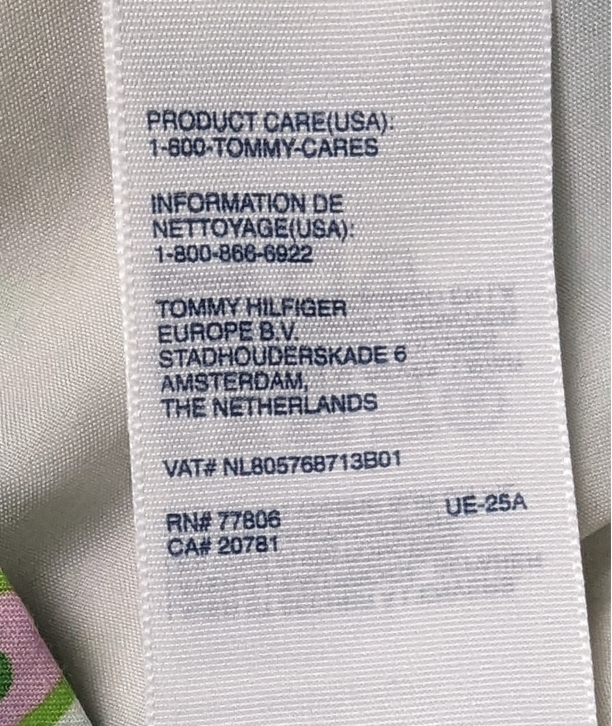 PRODUCT CARE(USA):
1-800-TOMMY-CARES
INFORMATION DE
NETTOYAGE(USA):
1-800-866-6922
TOMMY HILFIGER
EUROPE B.V.
STADHOUDERSKADE 6
AMSTERDAM,
THE NETHERLANDS
VAT# NL805768713B01
RN# 77806 UE-25A
CA# 20781